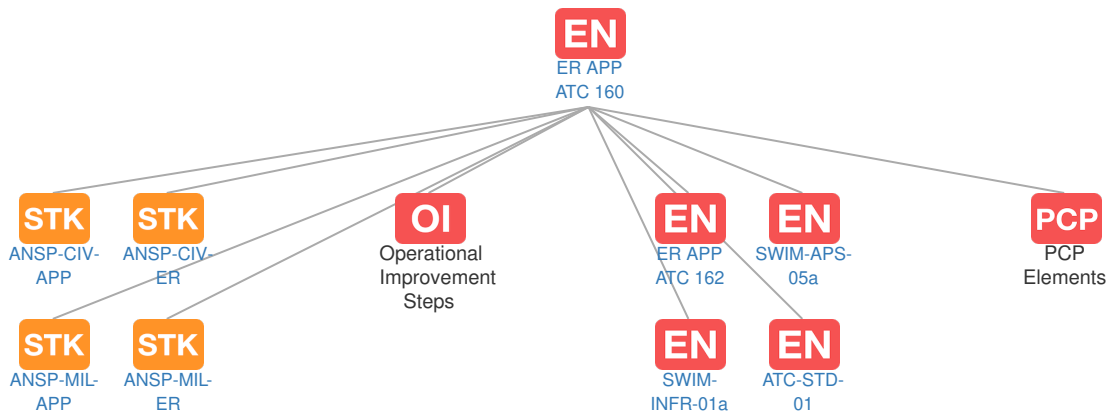 EN
ER APP
ATC 160
STK
ANSP-CIV-
APP
STK
ANSP-CIV-
ER
OI
Operational
Improvement
Steps
EN
ER APP
ATC 162
EN
SWIM-APS-
05a
PCP
PCP
Elements
STK
ANSP-MIL-
APP
STK
ANSP-MIL-
ER
EN
SWIM-
INFR-01a
EN
ATC-STD-
01